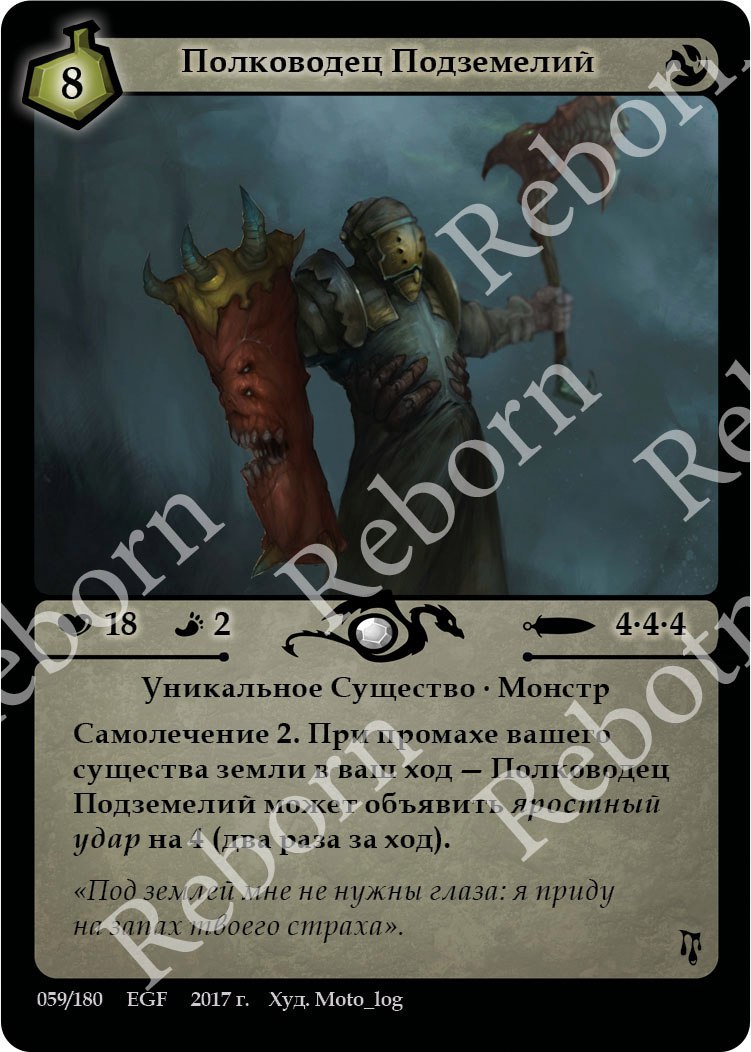 8
Полководец Подземелий
Reborn
Reborn
Reborn
18 2 4·4·4
Уникальное Существо · Монстр
Самолечение 2. При промахе вашего
существа земли в ваш ход — Полководец
Подземелий может объявить яростный
удар на 4 (два раза за ход).
«Под землей мне не нужны глаза: я приду
на запах твоего страха».
Reborn
059/180 EGF 2017 г. Худ. Moto_log